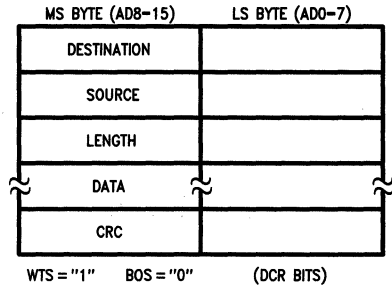 MS BYTE (AD8-15) LS BYTE (AD0-7)
DESTINATION
SOURCE
LENGTH
DATA
CRC
WTS = "1" BOS = "0" (DCR BITS)